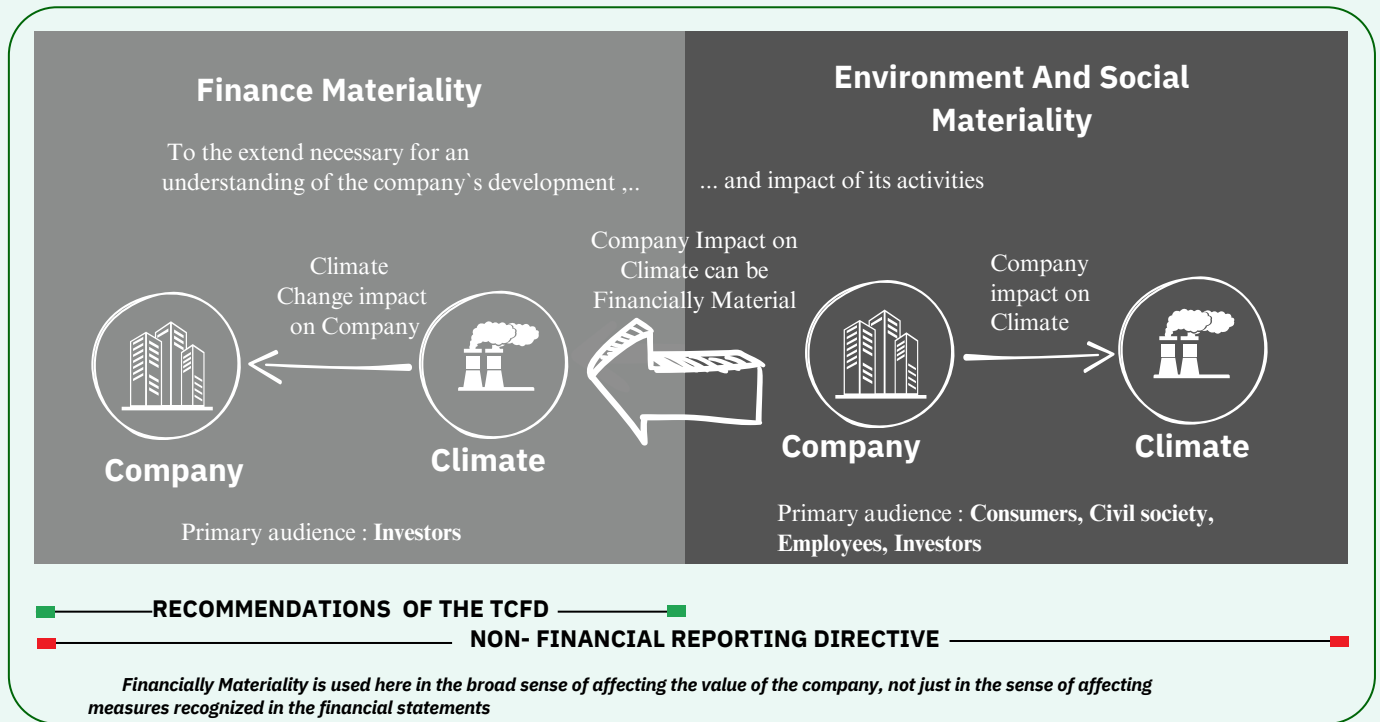 Finance Materiality
To the extend necessary for an
understanding of the company`s development ,..
Climate
Change impact
on Company
Company
Climate
Primary audience : Investors
Company Impact on
Climate can be
Financially Material
Environment And Social
Materiality
... and impact of its activities
Company
impact on
Climate
Company
Climate
Primary audience : Consumers, Civil society,
Employees, Investors
RECOMMENDATIONS OF THE TCFD
NON- FINANCIAL REPORTING DIRECTIVE
Financially Materiality is used here in the broad sense of affecting the value of the company, not just in the sense of affecting
measures recognized in the financial statements